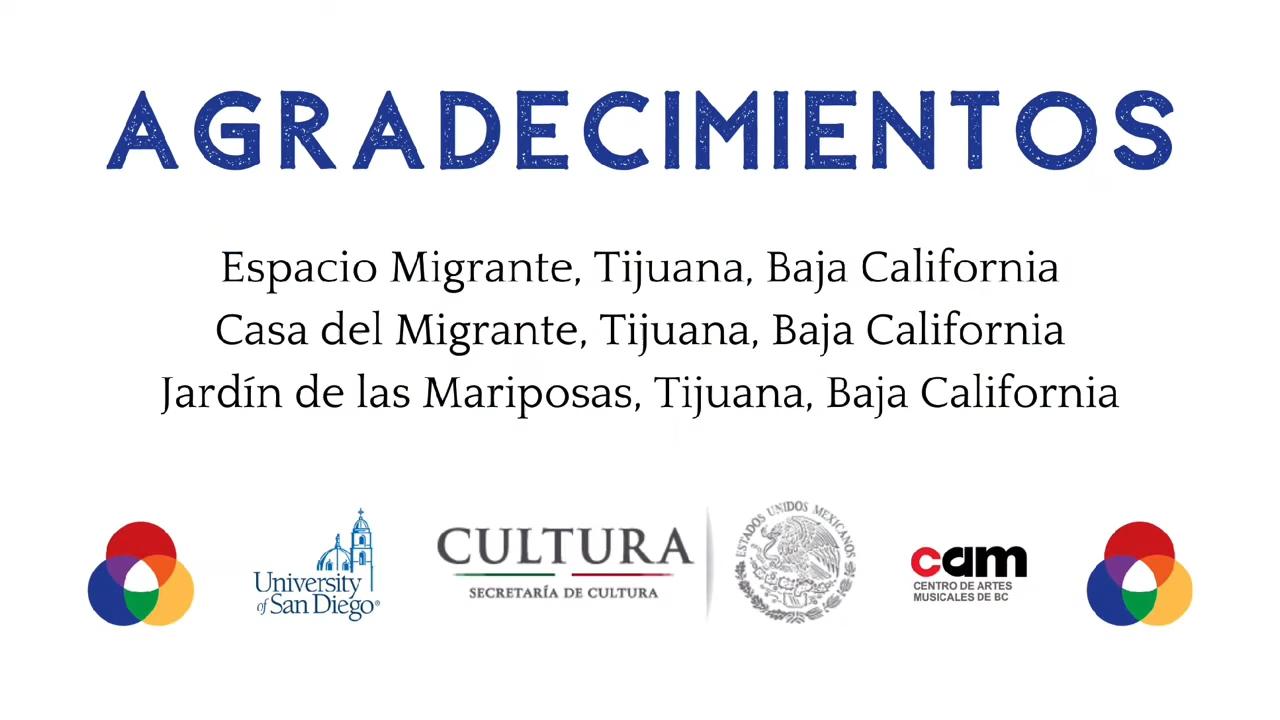 AGRADECIMIENTOS
Espacio Migrante, Tijuana, Baja California
Casa del Migrante, Tijuana, Baja California
Jardín de las Mariposas, Tijuana, Baja California
University
of San Diego®
CULTURA
SECRETARÍA DE CULTURA
ESTADOS UNIDOS MEXICANOS
cam
CENTRO DE ARTES
MUSICALES DE BC